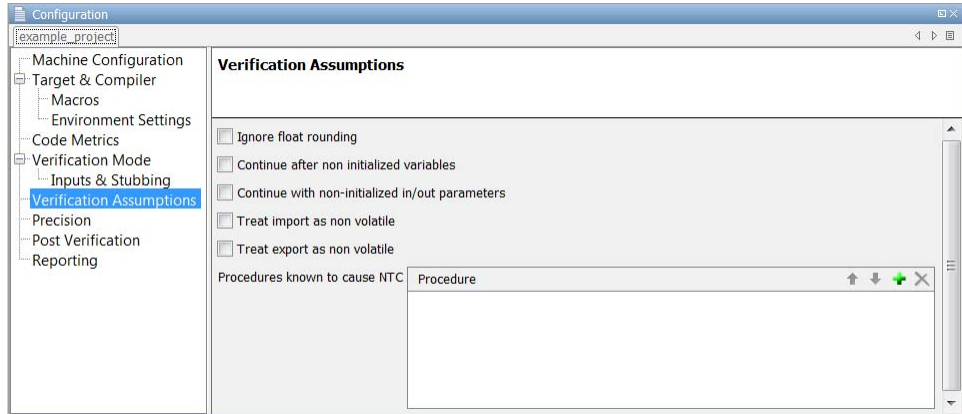 Configuration
example_project
Machine Configuration
Target & Compiler
Macros
Environment Settings
Code Metrics
Verification Mode
Inputs & Stubbing
Verification Assumptions
Precision
Post Verification
Reporting
Verification Assumptions
Ignore float rounding
Continue after non initialized variables
Continue with non-initialized in/out parameters
Treat import as non volatile
Treat export as non volatile
Procedures known to cause NTC
Procedure